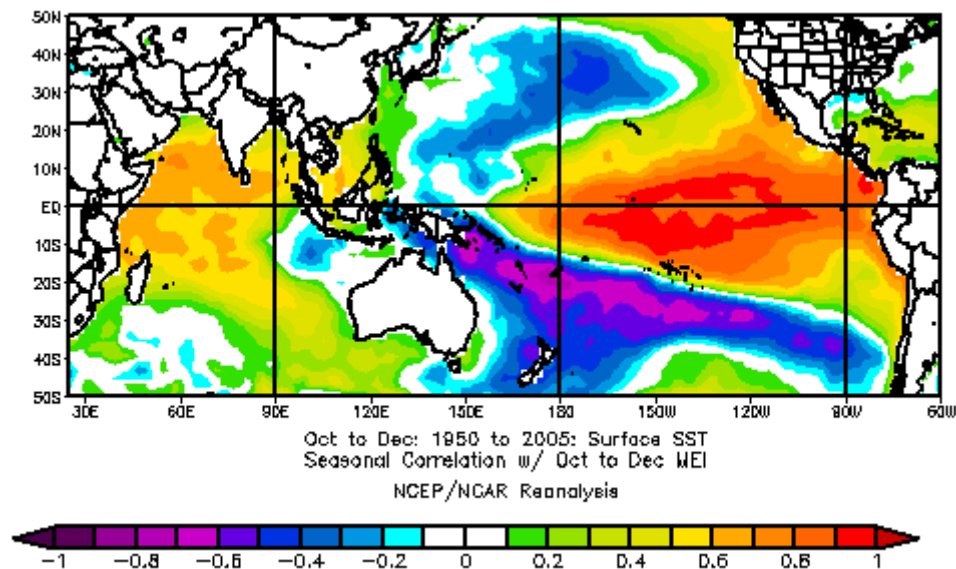 50N
40N
30N
20N
10N
EQ
10S
20S
30S
40S
50S
30E 60E 90E 120E 150E 180 150W 120W 90W 60W
Oct to Dec: 1950 to 2005: Surface SST
Seasonal Correlation w/ Oct to Dec MEI
NCEP/NCAR Reanalysis
-1 -0.8 -0.6 -0.4 -0.2 0 0.2 0.4 0.6 0.8 1